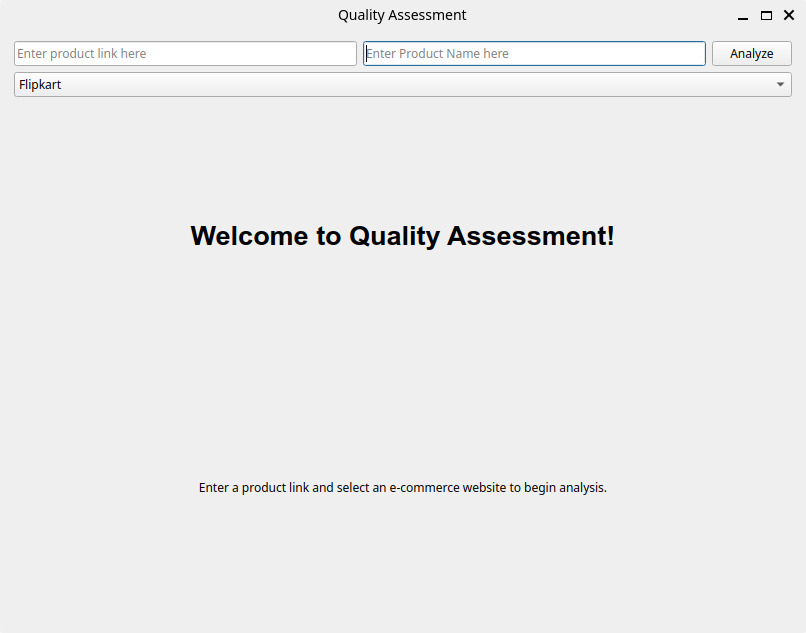 Quality Assessment
Enter product link here
Enter Product Name here
Analyze
Flipkart
Welcome to Quality Assessment!
Enter a product link and select an e-commerce website to begin analysis.